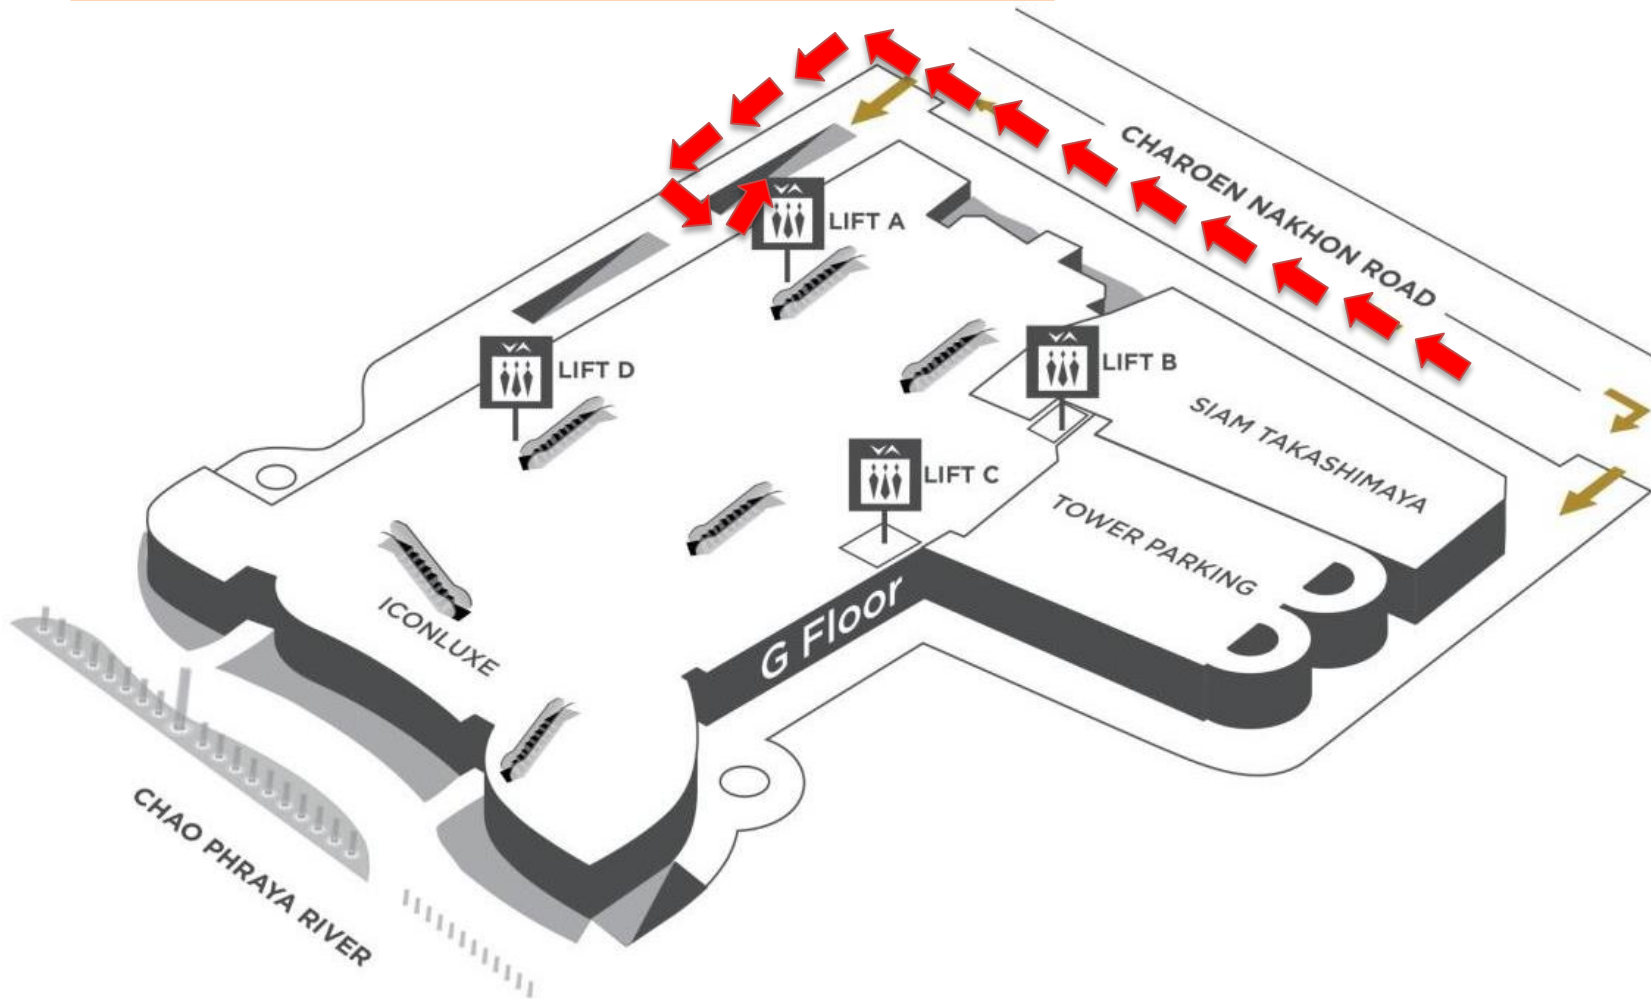 CHAROEN NAKHON ROAD
LIFT A
LIFT D
LIFT B
SIAM TAKASHIMAYA
LIFT C
TOWER PARKING
ICONLUXE
G Floor
CHAO PHRAYA RIVER